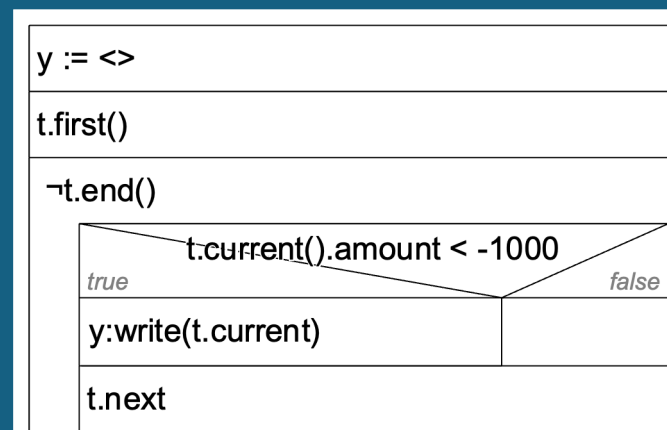 y := <>
t.first()
¬t.end()
t.current().amount < -1000
true
false
y:write(t.current)
t.next